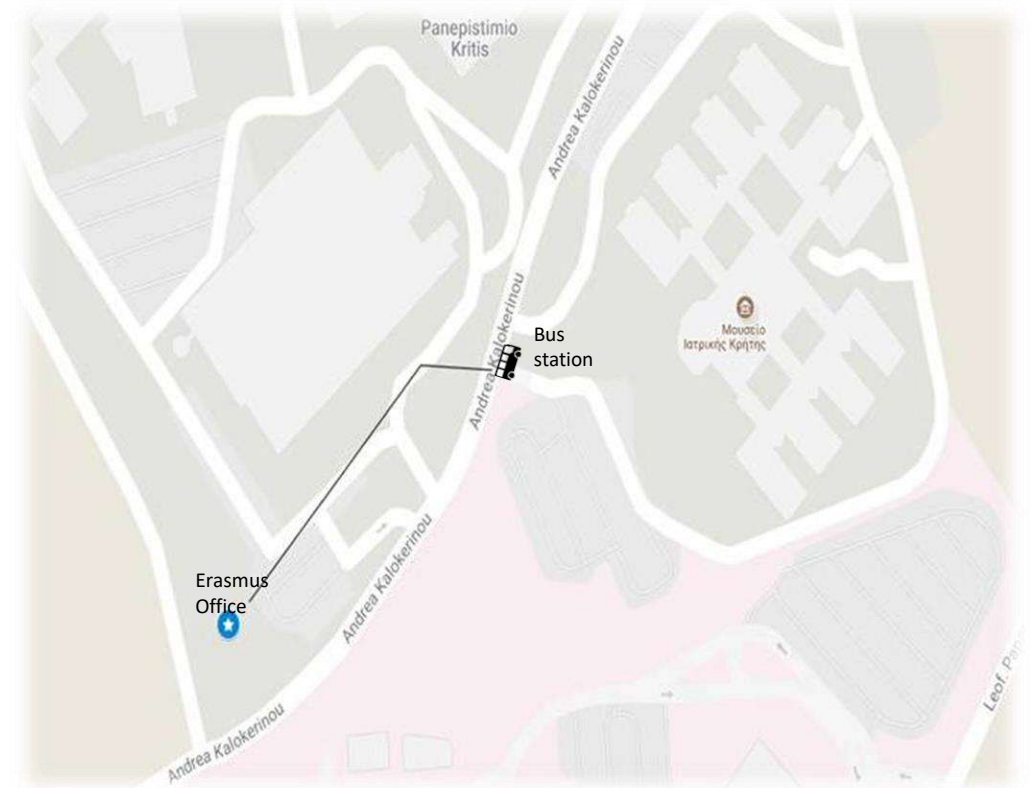 Panepistimio
Kritis
Andrea Kalokerinou
Andrea Kalokerinou
Bus
station
Μουσείο
Ιατρικής Κρήτης
Andrea Kalokerinou
Andrea Kalokerinou
Erasmus
Office
Leof.
Andrea Kalokerinou